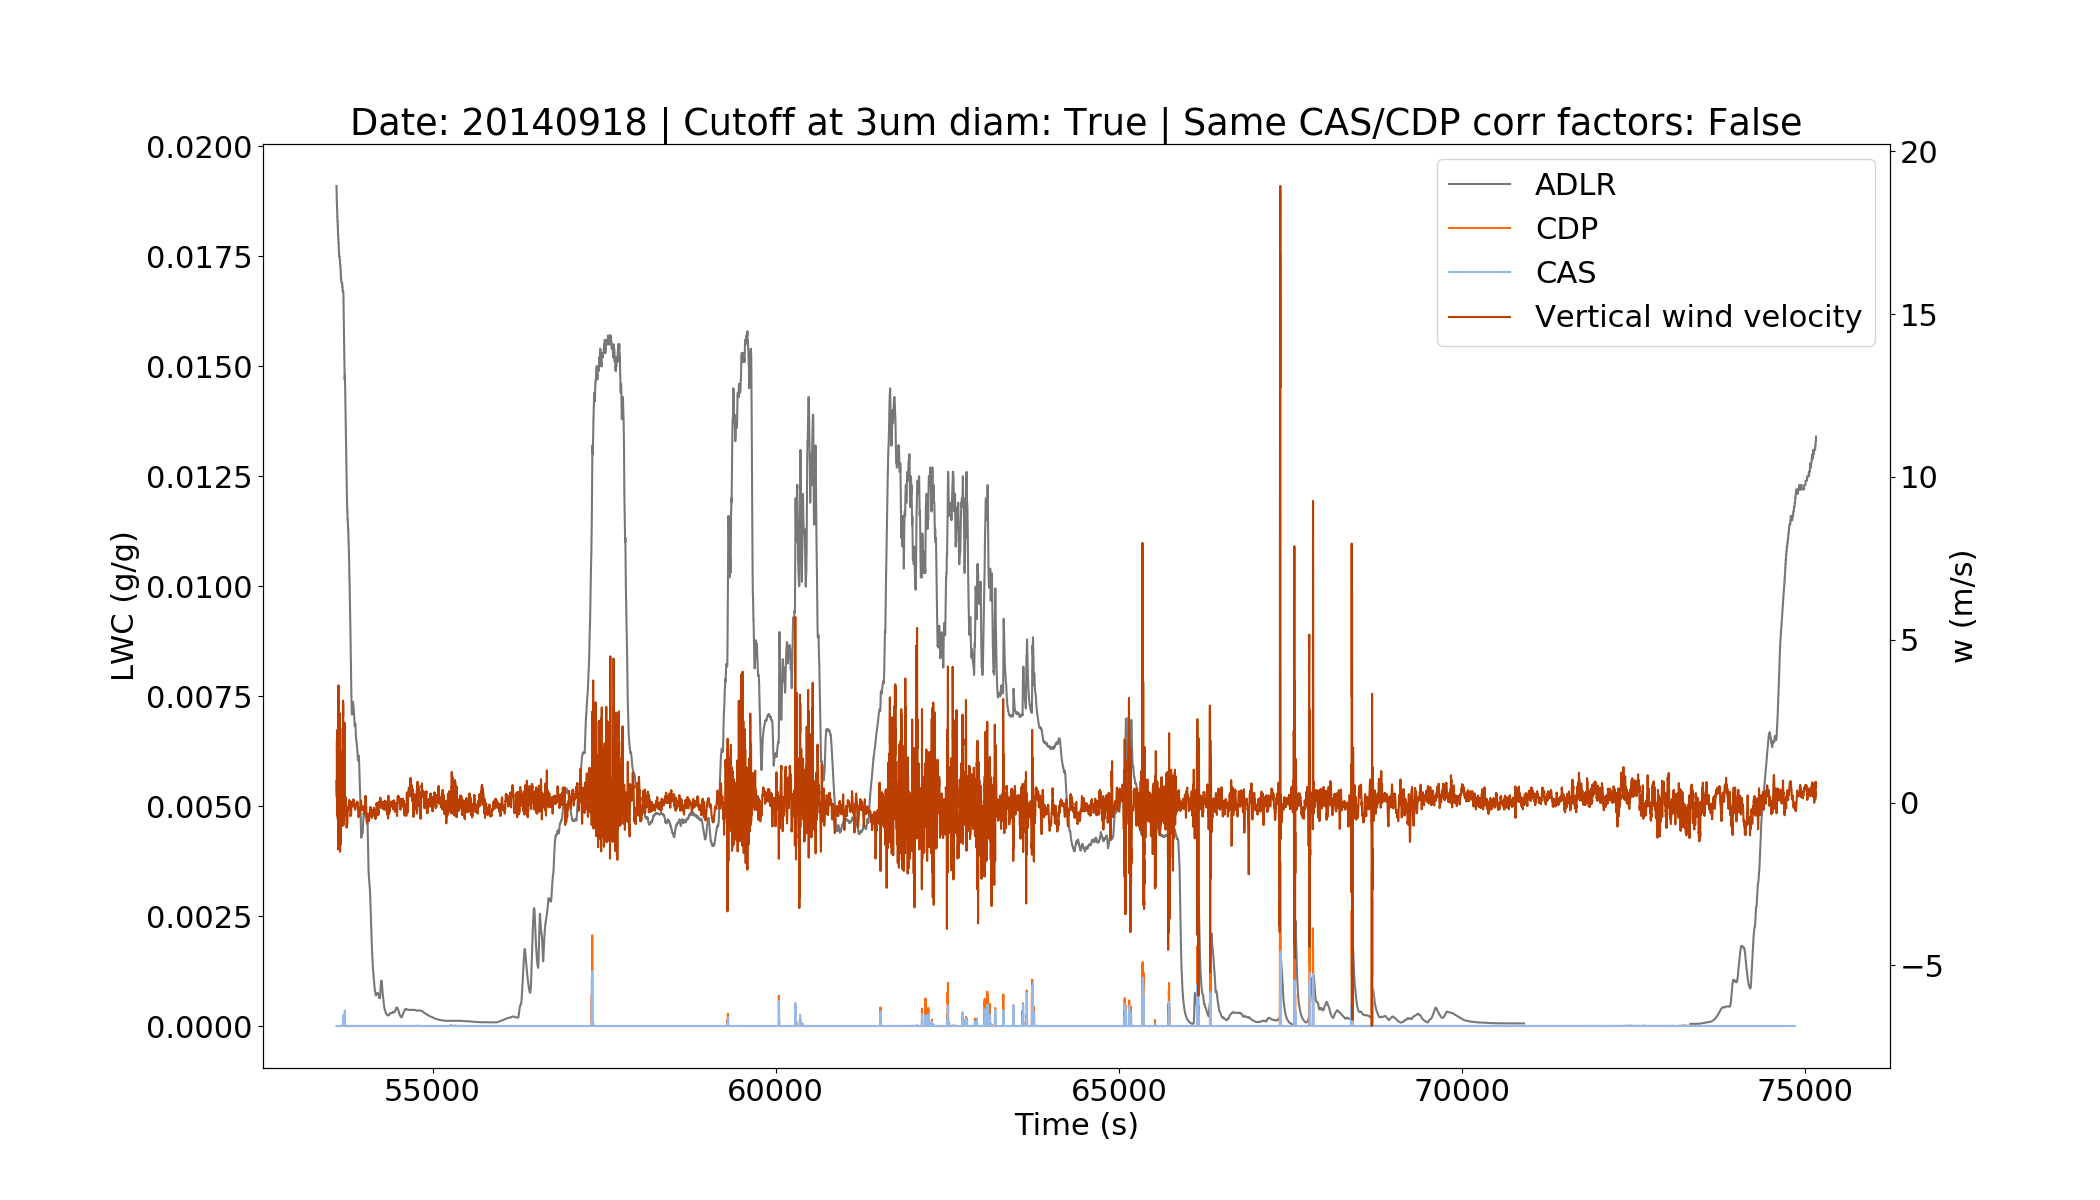 Date: 20140918 | Cutoff at 3um diam: True | Same CAS/CDP corr factors: False
0.0200
0.0175
0.0150
0.0125
0.0100
0.0075
0.0050
0.0025
0.0000
LWC (g/g)
20
15
10
5
0
−5
w (m/s)
ADLR
CDP
CAS
Vertical wind velocity
55000
60000
65000
70000
75000
Time (s)